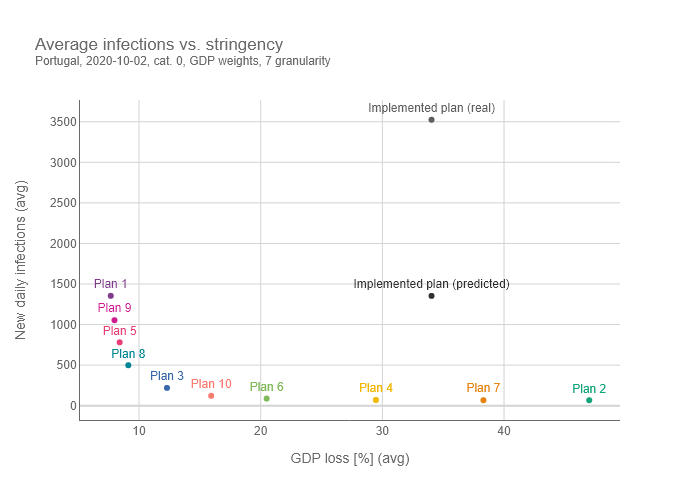 Average infections vs. stringency
Portugal, 2020-10-02, cat. 0, GDP weights, 7 granularity
New daily infections (avg)
3500
3000
2500
2000
1500
1000
500
0
Implemented plan (real)
Implemented plan (predicted)
Plan 1
Plan 9
Plan 5
Plan 8
Plan 3
Plan 10
Plan 6
Plan 4
Plan 7
Plan 2
10
20
30
40
GDP loss [%] (avg)